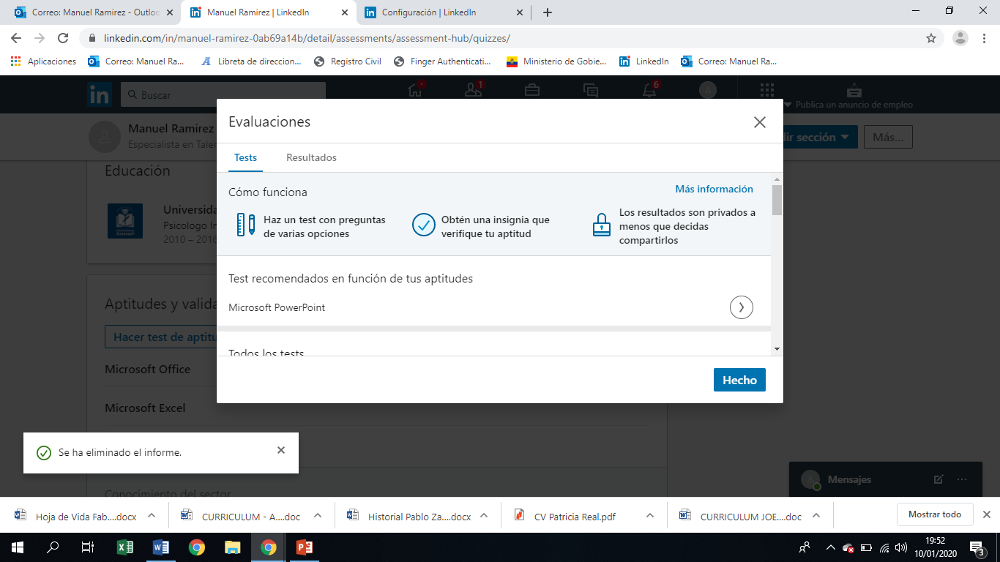 Correo: Manuel Ramirez - Outloo
Manuel Ramirez | LinkedIn
Configuración | LinkedIn
linkedin.com/in/manuel-ramirez-0ab69a14b/detail/assessments/assessment-hub/quizzes/
Aplicaciones
Correo: Manuel Ra...
Libreta de direccion...
Registro Civil
Finger Authenticati...
Ministerio de Gobie...
LinkedIn
Correo: Manuel Ra...
in
Buscar
1
6
Publica un anuncio de empleo
Manuel Ramirez
Especialista en Talen
dir sección
Más...
Educación
Universida
Psicologo In
2010 – 2016
Aptitudes y valida
Hacer test de aptitu
Microsoft Office
Microsoft Excel
Conocimiento del sector
Evaluaciones
Tests
Resultados
Cómo funciona
Más información
Haz un test con preguntas
de varias opciones
Obtén una insignia que
verifique tu aptitud
Los resultados son privados a
menos que decidas
compartirlos
Test recomendados en función de tus aptitudes
Microsoft PowerPoint
Todos los tests
Hecho
Se ha eliminado el informe.
Mensajes
Hoja de Vida Fab....docx
CURRICULUM - A....doc
Historial Pablo Za....docx
CV Patricia Real.pdf
CURRICULUM JOE....doc
Mostrar todo
19:52
10/01/2020
3